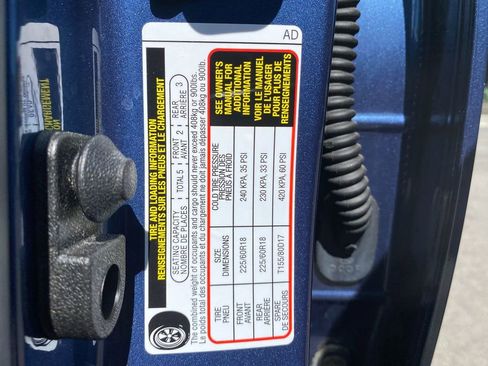 AD
TIRE AND LOADING INFORMATION
RENSEIGNEMENTS SUR LES PNEUS ET LE CHARGEMENT
SEATING CAPACITY TOTAL 5 FRONT 2 REAR 3
NOMBRE DE PLACES AVANT ARRIÈRE
The combined weight of occupants and cargo should never exceed 408kg or 900lbs.
Le poids total des occupants et du chargement ne doit jamais dépasser 408kg ou 900lb.
TIRE SIZE COLD TIRE PRESSURE
PNEU DIMENSIONS PRESSION DES
PNEUS À FROID
FRONT 225/60R18 240 KPA, 35 PSI
AVANT
REAR 225/60R18 230 KPA, 33 PSI
ARRIÈRE
SPARE T155/80D17 420 KPA, 60 PSI
DE SECOURS
SEE OWNER'S
MANUAL FOR
ADDITIONAL
INFORMATION
VOIR LE MANUEL
DE L'USAGER
POUR PLUS DE
RENSEIGNEMENTS